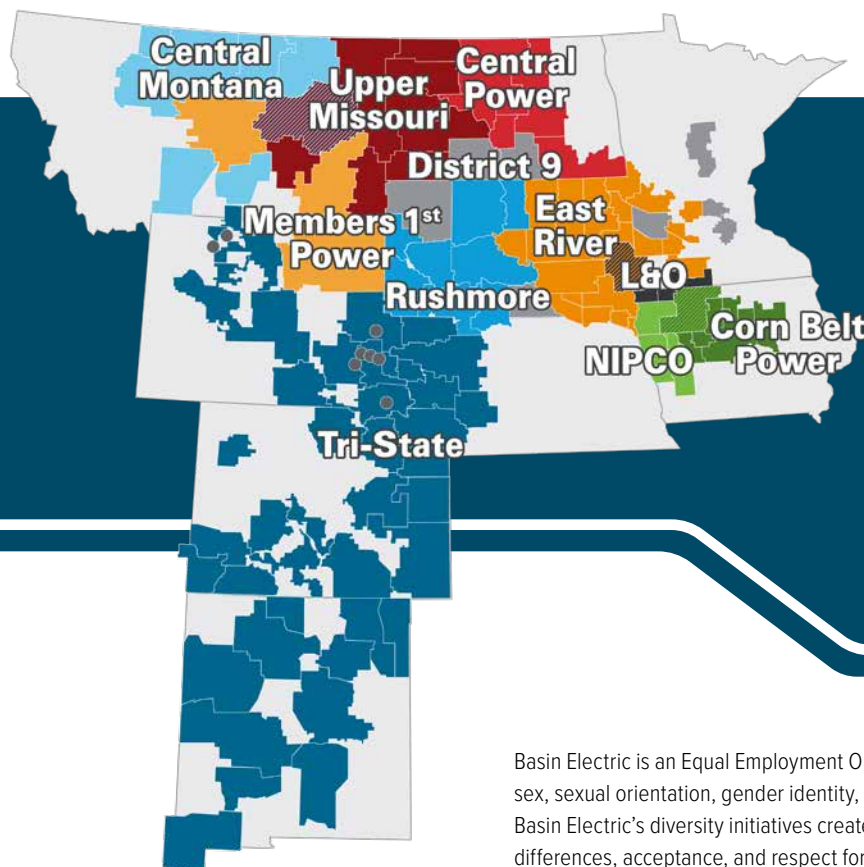 Central
Montana
Upper
Missouri
Central
Power
District 9
Members 1st
Power
East
River
L&O
Rushmore
Corn Belt
Power
NIPCO
Tri-State
Basin Electric is an Equal Employment O
sex, sexual orientation, gender identity,
Basin Electric’s diversity initiatives create
differences, acceptance, and respect for